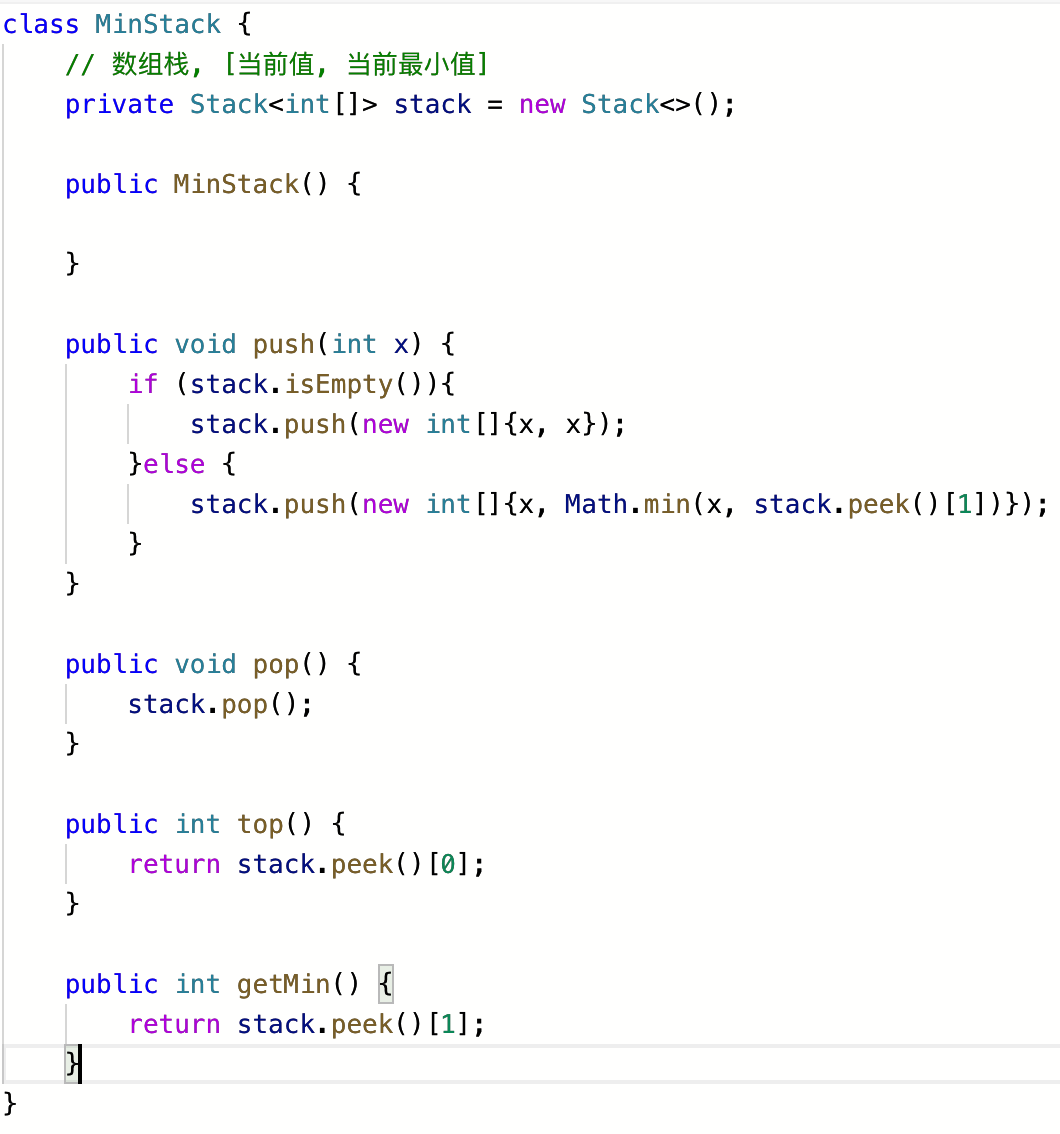 class MinStack {
    // 数组栈, [当前值, 当前最小值]
    private Stack<int[]> stack = new Stack<>();

    public MinStack() {

    }

    public void push(int x) {
        if (stack.isEmpty()){
            stack.push(new int[]{x, x});
        }else {
            stack.push(new int[]{x, Math.min(x, stack.peek()[1])});
        }
    }

    public void pop() {
        stack.pop();
    }

    public int top() {
        return stack.peek()[0];
    }

    public int getMin() {
        return stack.peek()[1];
    }
}